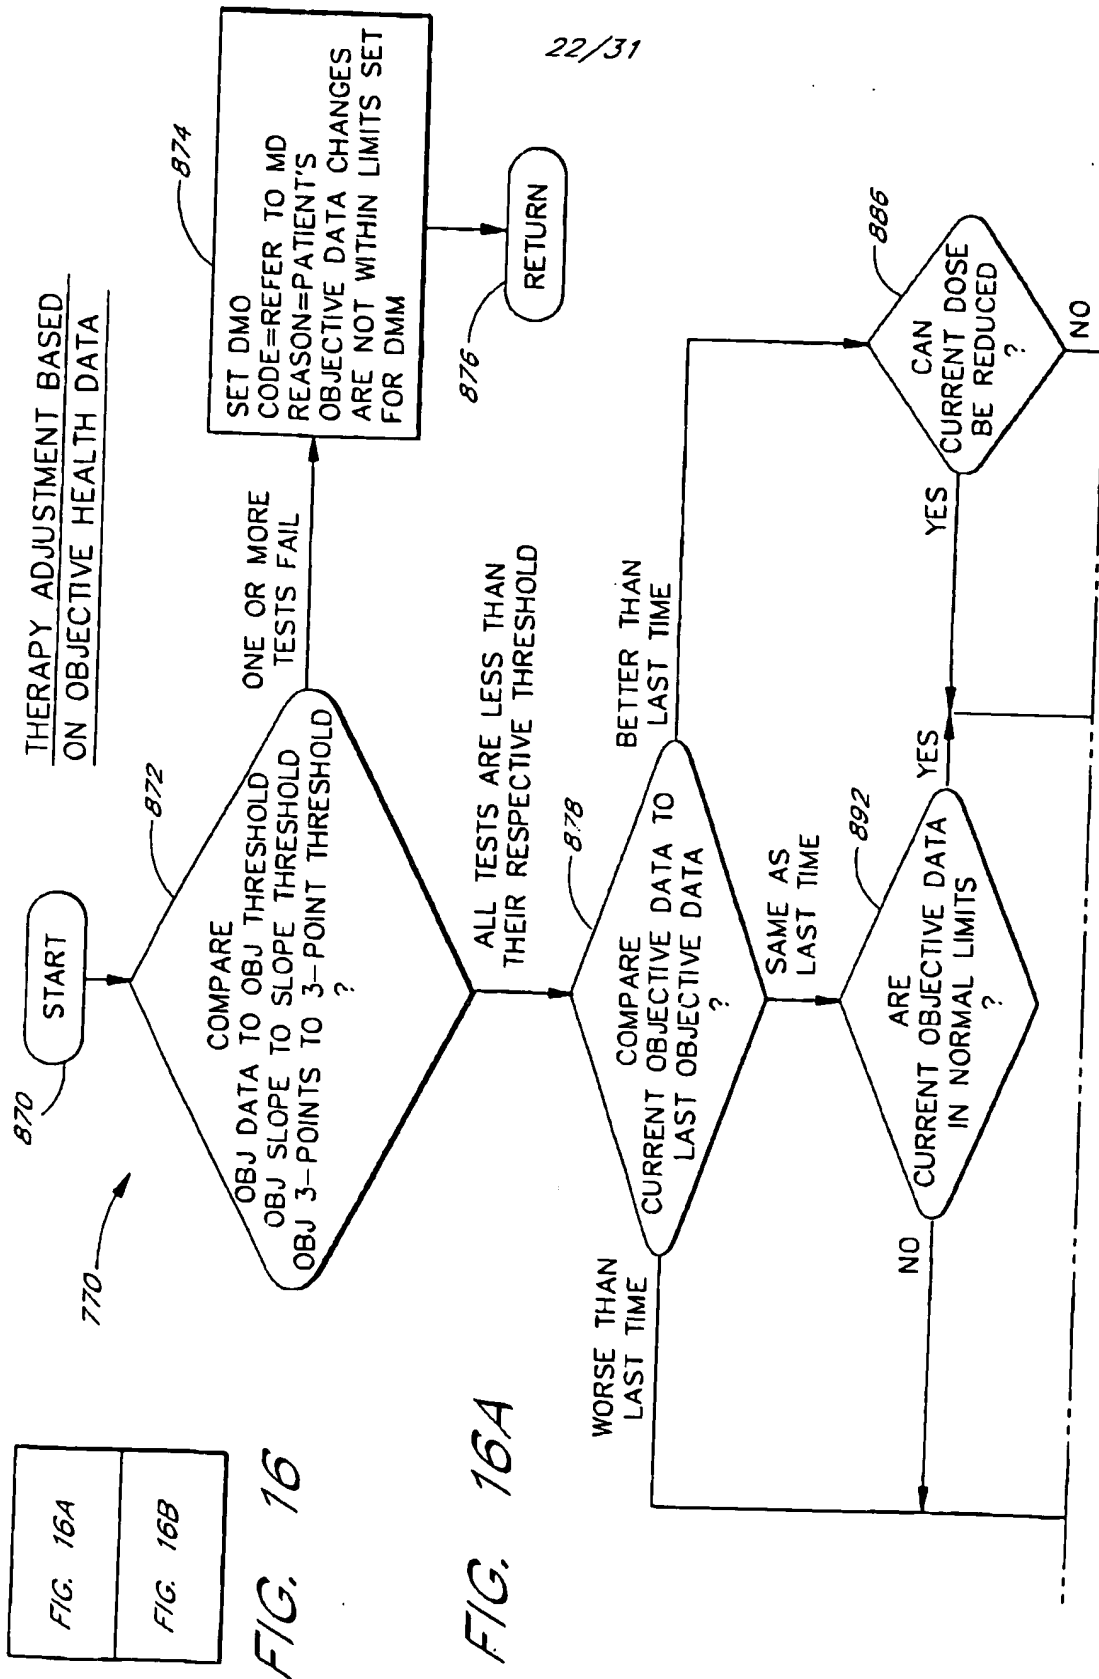 22/31
FIG. 16A
FIG. 16B
FIG. 16
FIG. 16A
THERAPY ADJUSTMENT BASED
ON OBJECTIVE HEALTH DATA
770
870
START
872
COMPARE
OBJ DATA TO OBJ THRESHOLD
OBJ SLOPE TO SLOPE THRESHOLD
OBJ 3-POINTS TO 3-POINT THRESHOLD
?
ONE OR MORE
TESTS FAIL
874
SET DMO
CODE=REFER TO MD
REASON=PATIENT'S
OBJECTIVE DATA CHANGES
ARE NOT WITHIN LIMITS SET
FOR DMM
876
RETURN
ALL TESTS ARE LESS THAN
THEIR RESPECTIVE THRESHOLD
878
COMPARE
CURRENT OBJECTIVE DATA TO
LAST OBJECTIVE DATA
?
WORSE THAN
LAST TIME
SAME AS
LAST TIME
BETTER THAN
LAST TIME
892
ARE
CURRENT OBJECTIVE DATA
IN NORMAL LIMITS
?
NO
YES
886
CAN
CURRENT DOSE
BE REDUCED
?
YES
NO